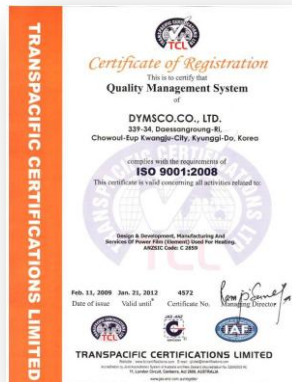 TRANSPACIFIC CERTIFICATIONS LIMITED
TCL
Certificate of Registration
This is to certify that
Quality Management System
of
DYMSCO.CO., LTD.
339-34, Daessangroung-Ri,
Chowoul-Eup Kwangju-City, Kyunggi-Do, Korea
complies with the requirements of
ISO 9001:2008
This certificate is valid concerning all activities related to:
Design & Development, Manufacturing And
Services Of Power Film (Element) Used For Heating.
ANZSIC Code: C 2859
Feb. 11, 2009 Jan. 21, 2012 4572
Date of issue Valid until* Certificate No. Managing Director
TCL
JAS-ANZ
IAF
TRANSPACIFIC CERTIFICATIONS LIMITED